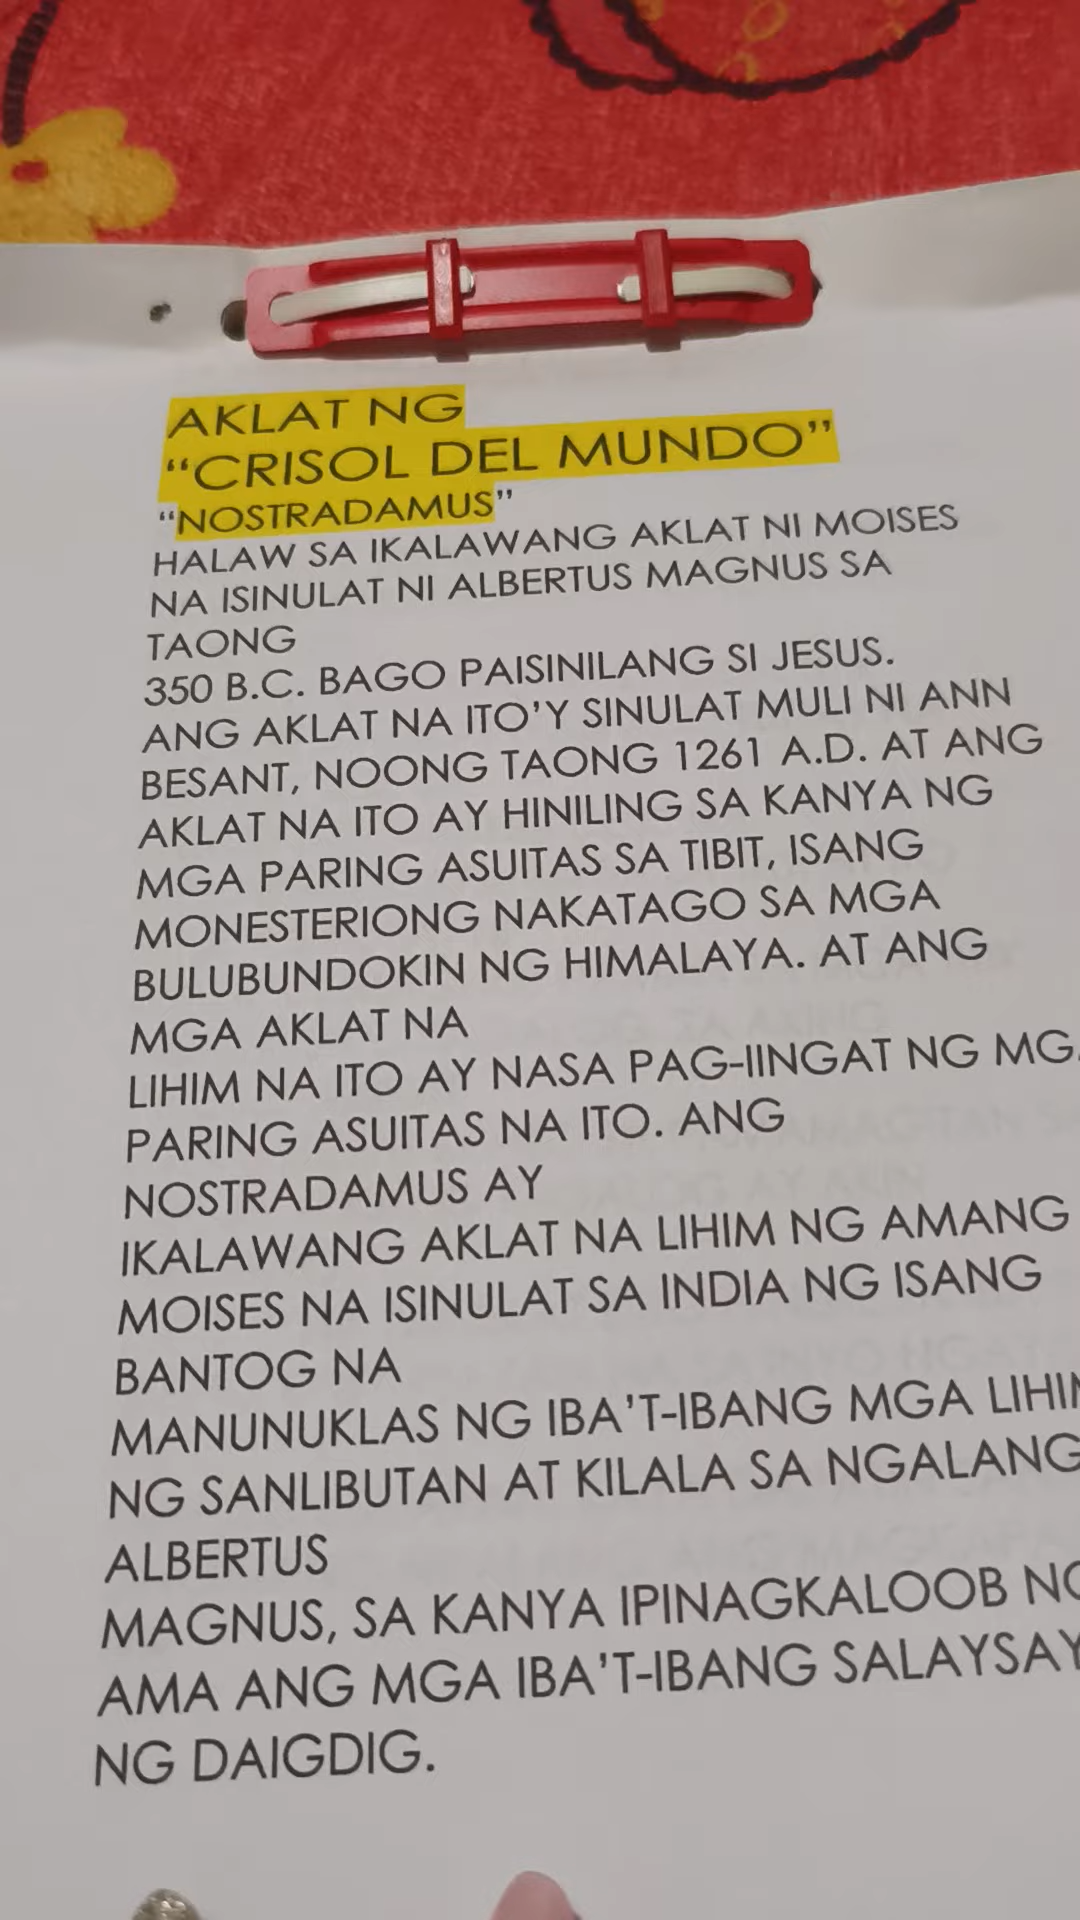 AKLAT NG
“CRISOL DEL MUNDO”
“NOSTRADAMUS”
HALAW SA IKALAWANG AKLAT NI MOISES
NA ISINULAT NI ALBERTUS MAGNUS SA
TAONG
350 B.C. BAGO PAISINILANG SI JESUS.
ANG AKLAT NA ITO’Y SINULAT MULI NI ANN
BESANT, NOONG TAONG 1261 A.D. AT ANG
AKLAT NA ITO AY HINILING SA KANYA NG
MGA PARING ASUITAS SA TIBIT, ISANG
MONESTERIONG NAKATAGO SA MGA
BULUBUNDOKIN NG HIMALAYA. AT ANG
MGA AKLAT NA
LIHIM NA ITO AY NASA PAG-IINGAT NG
PARING ASUITAS NA ITO. ANG
NOSTRADAMUS AY
IKALAWANG AKLAT NA LIHIM NG AMANG
MOISES NA ISINULAT SA INDIA NG ISANG
BANTOG NA
MANUNUKLAS NG IBA’T-IBANG MGA
NG SANLIBUTAN AT KILALA SA NGALANG
ALBERTUS
MAGNUS, SA KANYA IPINAGKALOOB NG
AMA ANG MGA IBA’T-IBANG SALAYSAY
NG DAIGDIG.